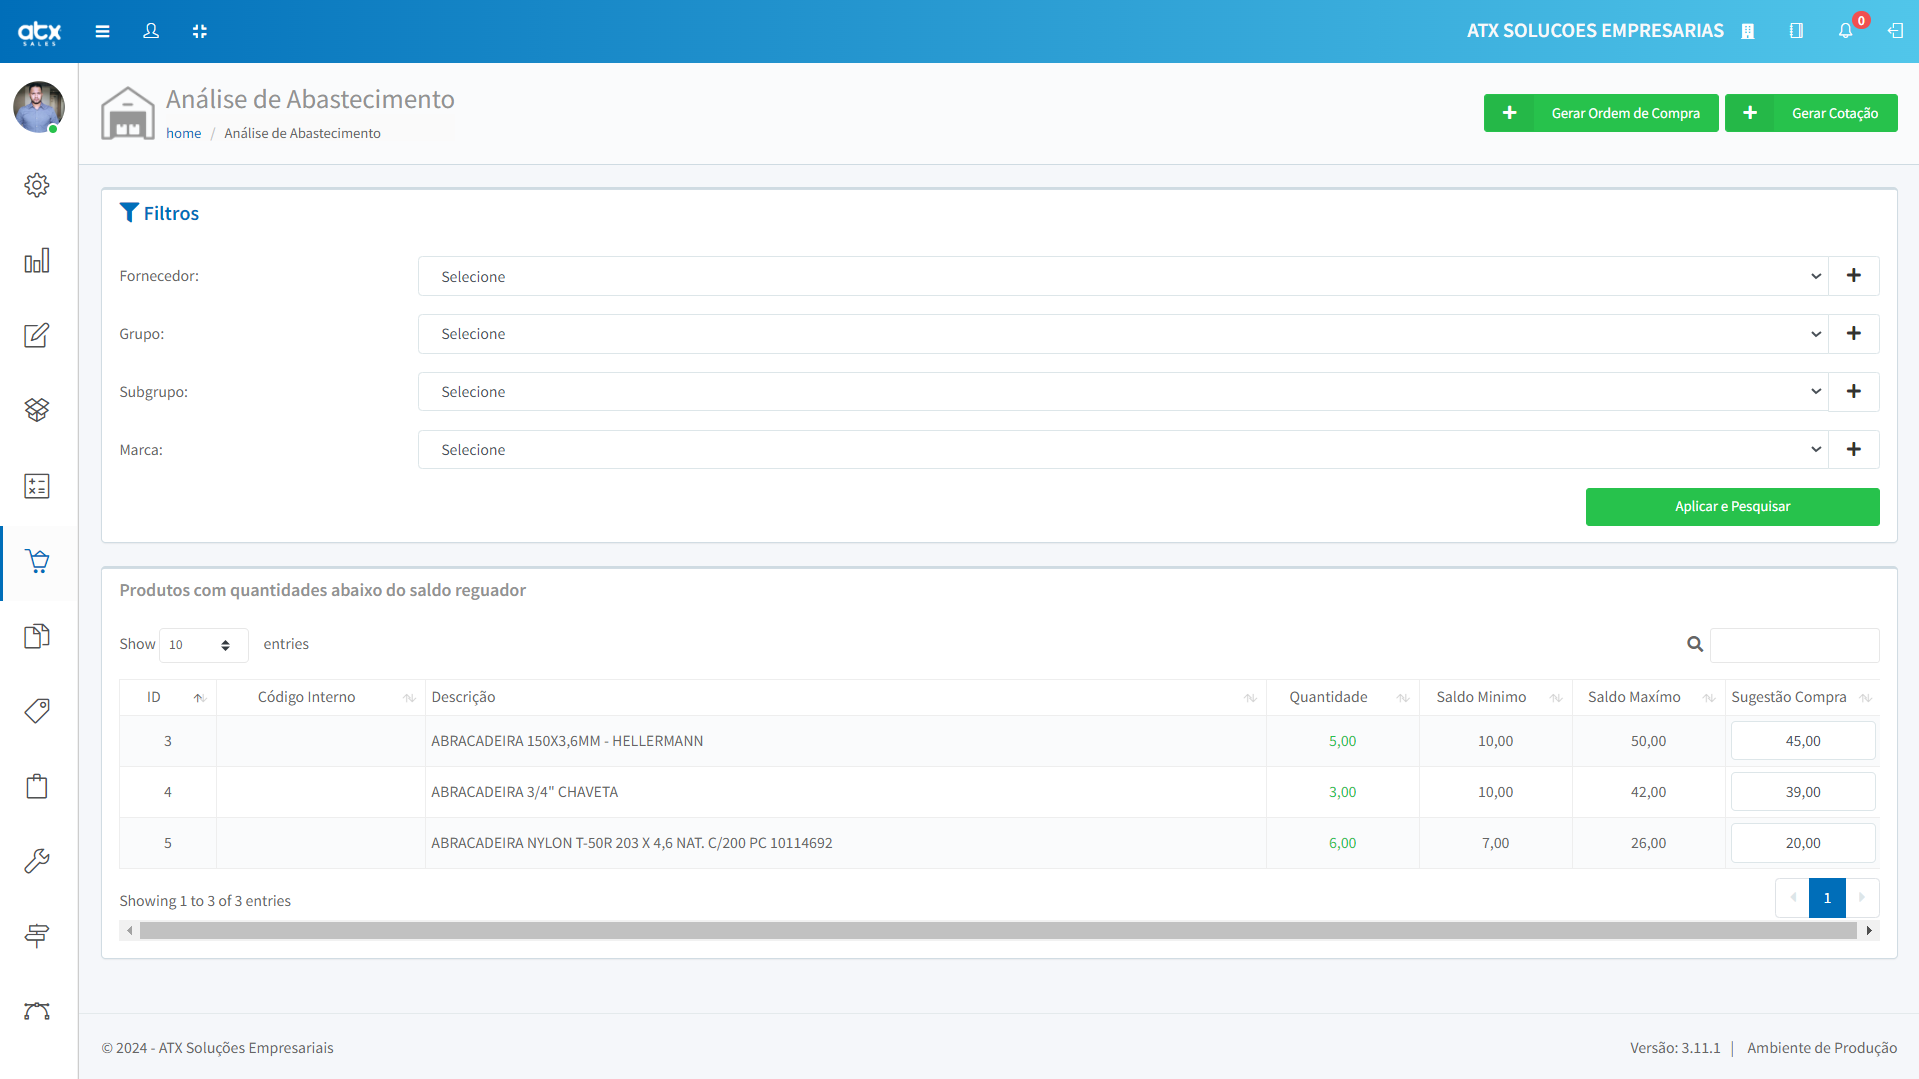 atx
SALES
ATX SOLUCOES EMPRESARIAS
0
Análise de Abastecimento
home / Análise de Abastecimento
Gerar Ordem de Compra
Gerar Cotação
Filtros
Fornecedor: Selecione
Grupo: Selecione
Subgrupo: Selecione
Marca: Selecione
Aplicar e Pesquisar
Produtos com quantidades abaixo do saldo reguador
Show 10 entries
ID Código Interno Descrição Quantidade Saldo Minimo Saldo Maxímo Sugestão Compra
3 ABRACADEIRA 150X3,6MM - HELLERMANN 5,00 10,00 50,00 45,00
4 ABRACADEIRA 3/4" CHAVETA 3,00 10,00 42,00 39,00
5 ABRACADEIRA NYLON T-50R 203 X 4,6 NAT. C/200 PC 10114692 6,00 7,00 26,00 20,00
Showing 1 to 3 of 3 entries
1
© 2024 - ATX Soluções Empresariais
Versão: 3.11.1 | Ambiente de Produção